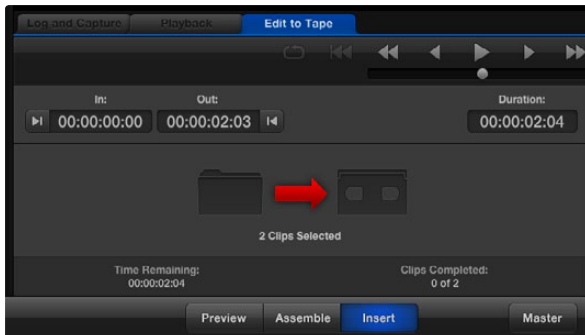 Log and Capture Playback Edit to Tape
In: Out: Duration:
00:00:00:00 00:00:02:03 00:00:02:04
2 Clips Selected
Time Remaining: Clips Completed:
00:00:02:04 0 of 2
Preview Assemble Insert Master